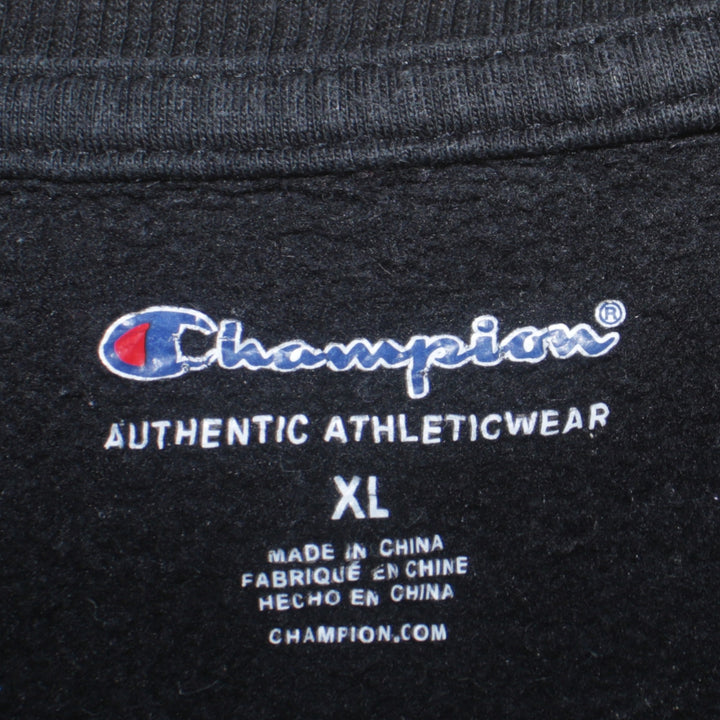 Champion®
AUTHENTIC ATHLETICWEAR
XL
MADE IN CHINA
FABRIQUÉ EN CHINE
HECHO EN CHINA
CHAMPION.COM